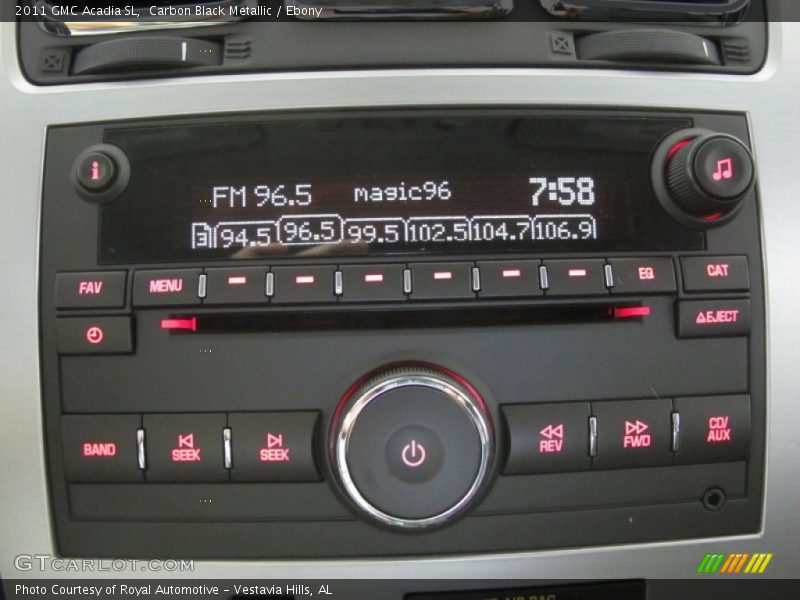 2011 GMC Acadia SL, Carbon Black Metallic / Ebony
i
FM 96.5 magic96 7:58
3 94.5 96.5 99.5 102.5 104.7 106.9
FAV MENU EQ CAT
EJECT
BAND SEEK SEEK REV FWD CD/AUX
GTCARLOT.COM
Photo Courtesy of Royal Automotive - Vestavia Hills, AL